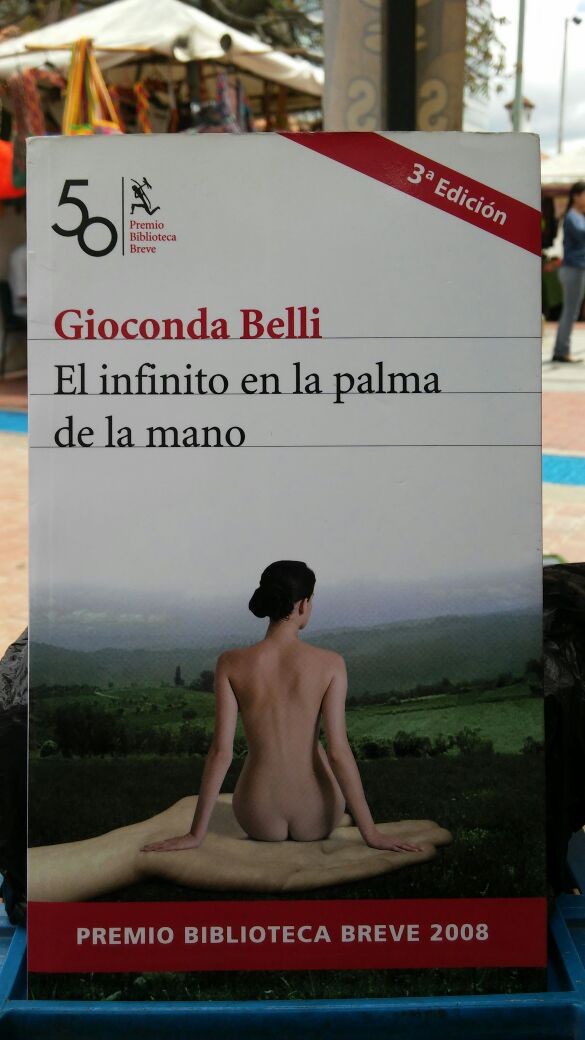 50
Premio
Biblioteca
Breve
3ª Edición
Gioconda Belli
El infinito en la palma
de la mano
PREMIO BIBLIOTECA BREVE 2008